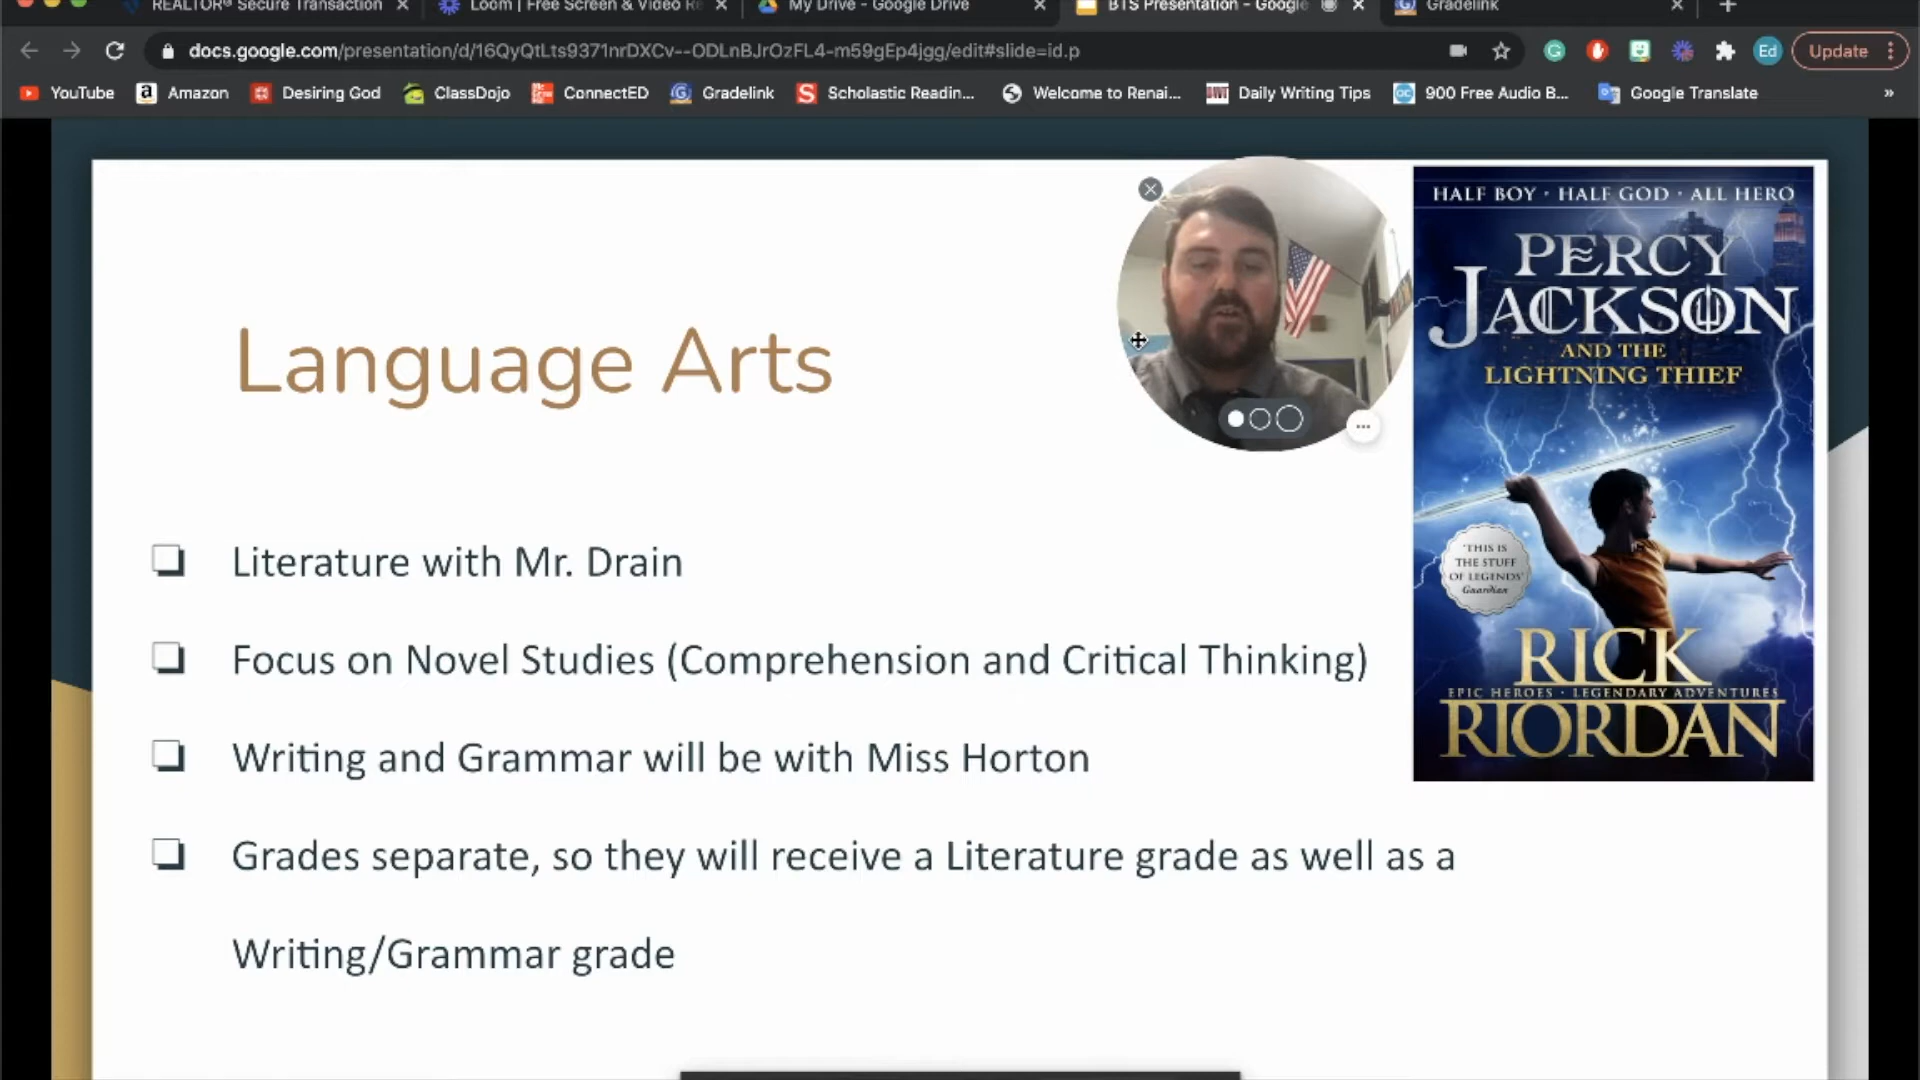 REALTOR® Secure Transaction
Loom | Free Screen & Video Re
My Drive - Google Drive
BTS Presentation - Google
Gradelink
docs.google.com/presentation/d/16QyQtLts9371nrDXCv--ODLnBJrOzFL4-m59gEp4jgg/edit#slide=id.p
Ed
Update
YouTube
Amazon
Desiring God
ClassDojo
ConnectED
Gradelink
Scholastic Readin...
Welcome to Renai...
Daily Writing Tips
900 Free Audio B...
Google Translate
»
Language Arts
Literature with Mr. Drain
Focus on Novel Studies (Comprehension and Critical Thinking)
Writing and Grammar will be with Miss Horton
Grades separate, so they will receive a Literature grade as well as a
Writing/Grammar grade
HALF BOY · HALF GOD · ALL HERO
PERCY
JACKSON
AND THE
LIGHTNING THIEF
'THIS IS
THE STUFF
OF LEGENDS'
Guardian
RICK
EPIC HEROES · LEGENDARY ADVENTURES
RIORDAN